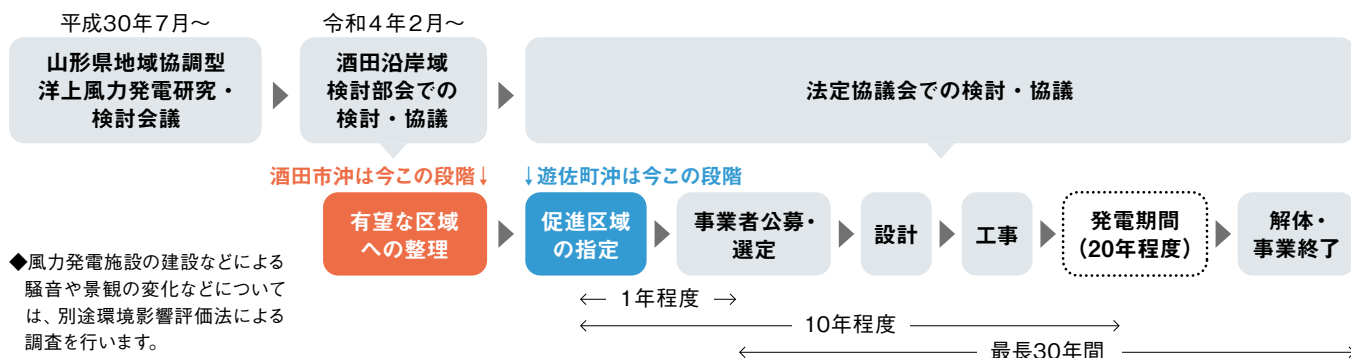 平成30年7月～
令和4年2月～
山形県地域協調型
洋上風力発電研究・
検討会議
酒田沿岸域
検討部会での
検討・協議
法定協議会での検討・協議
酒田市沖は今この段階↓
↓遊佐町沖は今この段階
有望な区域
への整理
促進区域
の指定
事業者公募・
選定
設計
工事
発電期間
（20年程度）
解体・
事業終了
◆風力発電施設の建設などによる
騒音や景観の変化などについて
は、別途環境影響評価法による
調査を行います。
1年程度
10年程度
最長30年間